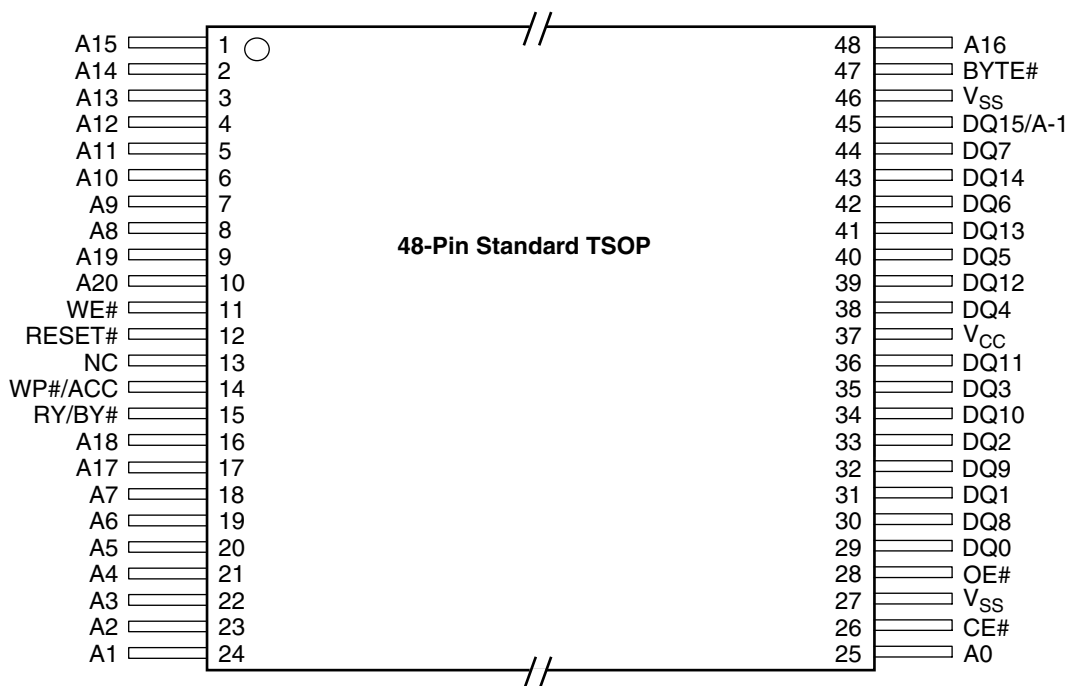 A15 1 48 A16
A14 2 47 BYTE#
A13 3 46 VSS
A12 4 45 DQ15/A-1
A11 5 44 DQ7
A10 6 43 DQ14
A9 7 42 DQ6
A8 8 41 DQ13
48-Pin Standard TSOP
A19 9 40 DQ5
A20 10 39 DQ12
WE# 11 38 DQ4
RESET# 12 37 VCC
NC 13 36 DQ11
WP#/ACC 14 35 DQ3
RY/BY# 15 34 DQ10
A18 16 33 DQ2
A17 17 32 DQ9
A7 18 31 DQ1
A6 19 30 DQ8
A5 20 29 DQ0
A4 21 28 OE#
A3 22 27 VSS
A2 23 26 CE#
A1 24 25 A0